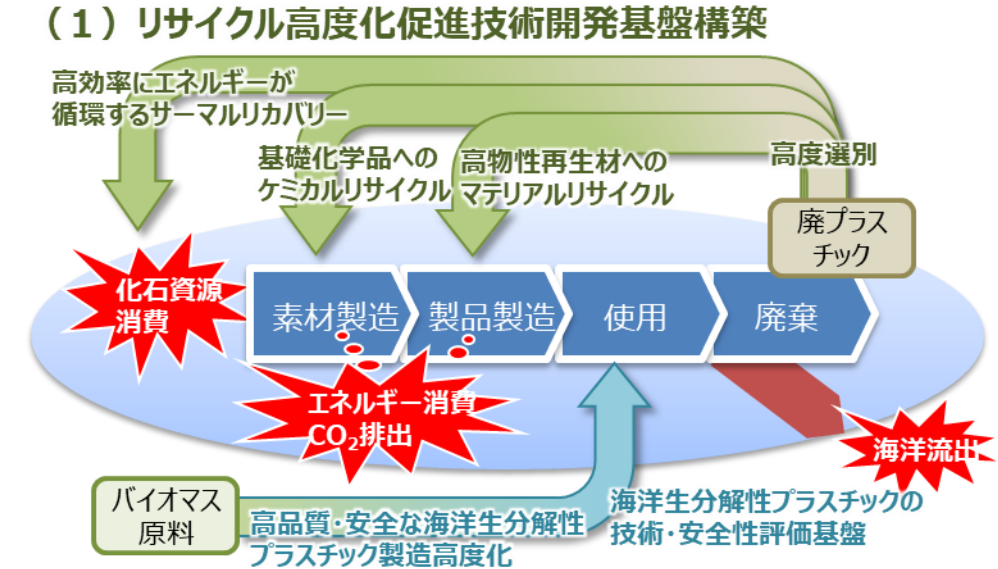 （１）リサイクル高度化促進技術開発基盤構築
高効率にエネルギーが
循環するサーマルリカバリー
基礎化学品への
ケミカルリサイクル
高物性再生材への
マテリアルリサイクル
高度選別
廃プラス
チック
化石資源
消費
素材製造
製品製造
使用
廃棄
エネルギー消費
CO₂排出
海洋流出
バイオマス
原料
高品質・安全な海洋生分解性
プラスチック製造高度化
海洋生分解性プラスチックの
技術・安全性評価基盤